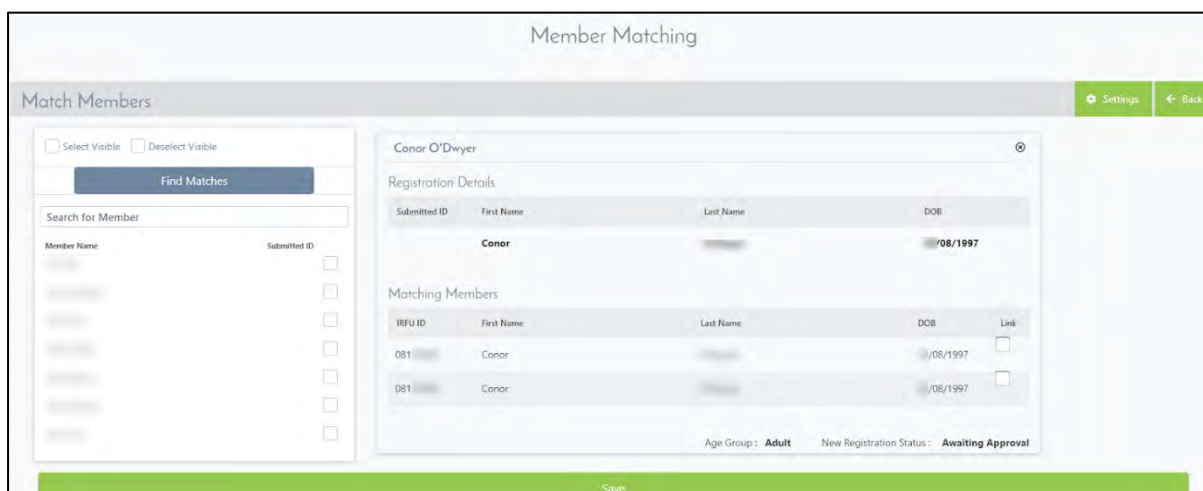 Member Matching
Match Members
Settings
← Back
Select Visible Deselect Visible
Find Matches
Search for Member
Member Name Submitted ID
Conor O'Dwyer
Registration Details
Submitted ID First Name Last Name DOB
Conor /08/1997
Matching Members
IRFU ID First Name Last Name DOB Link
081 Conor /08/1997
081 Conor /08/1997
Age Group : Adult New Registration Status : Awaiting Approval
Save